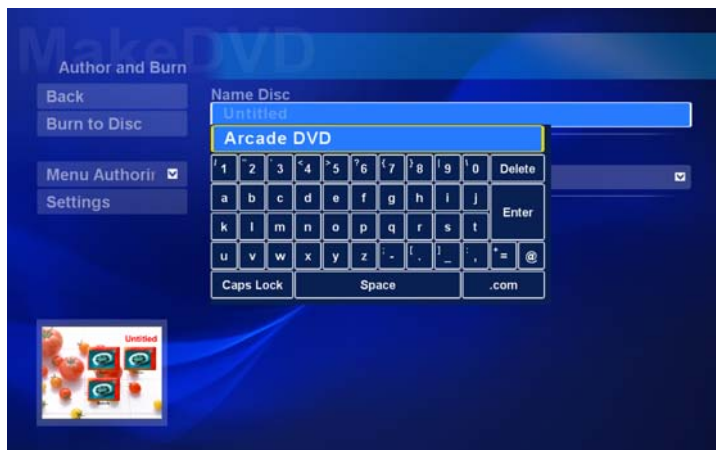 MakeDVD
Author and Burn
Back
Burn to Disc
Menu Authorin
Settings
Name Disc
Untitled
Arcade DVD
/ 1 ~ 2 ` 3 < 4 > 5 ? 6 { 7 } 8 | 9 \ 0 Delete
a b c d e f g h i j
Enter
k l m n o p q r s t
u v w x y z ; - [ . ] _ : , + = @
Caps Lock Space .com
Untitled